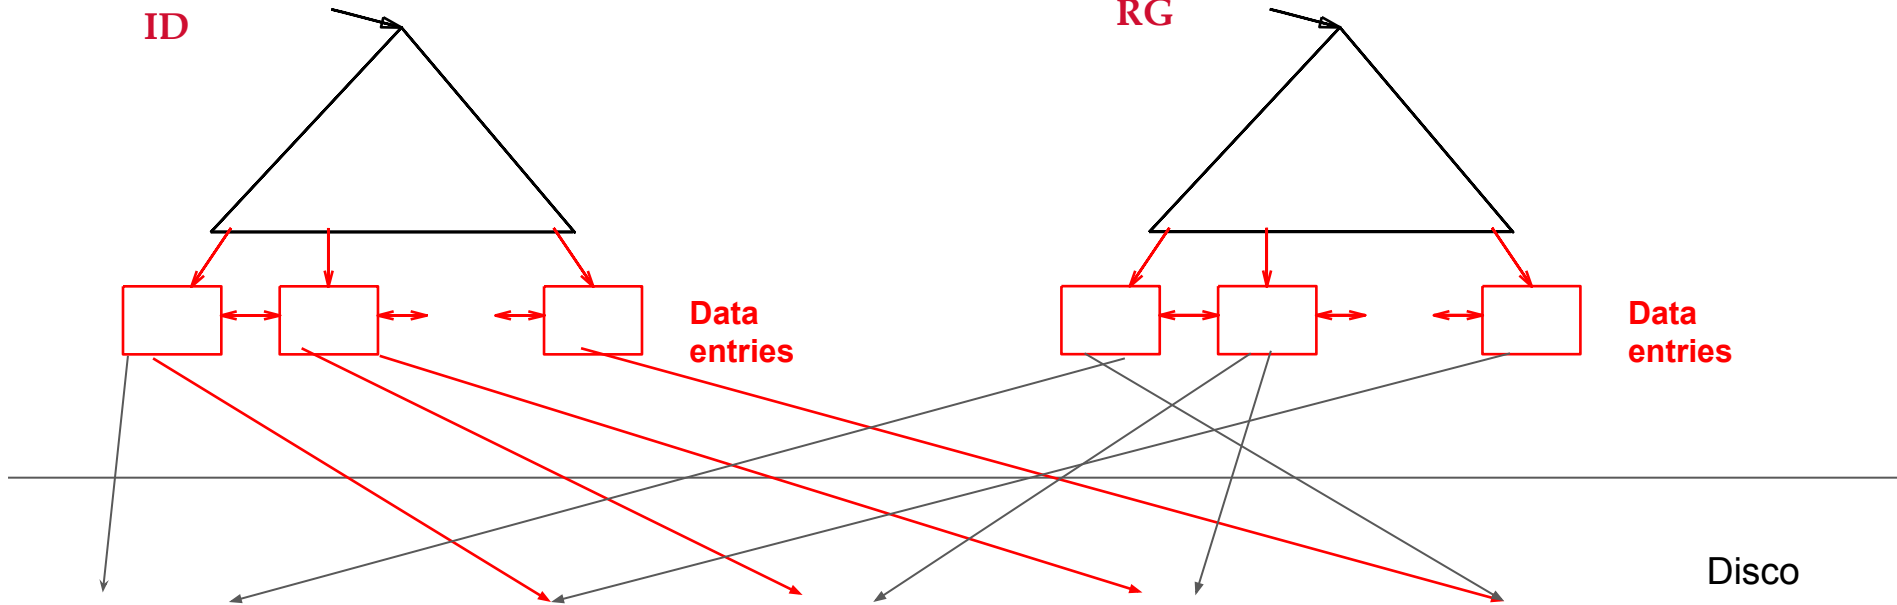 ID
RG
Data
entries
Data
entries
Disco